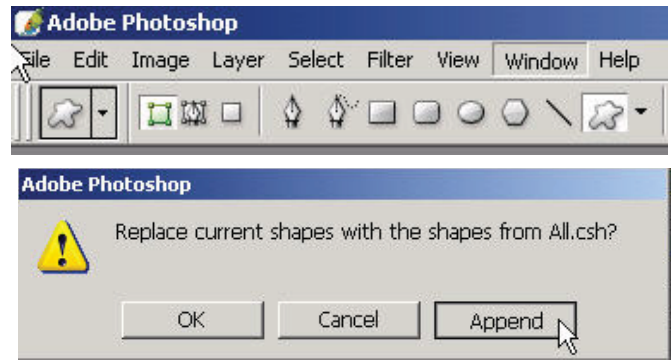 Adobe Photoshop
File Edit Image Layer Select Filter View Window Help
Adobe Photoshop
Replace current shapes with the shapes from All.csh?
OK Cancel Append